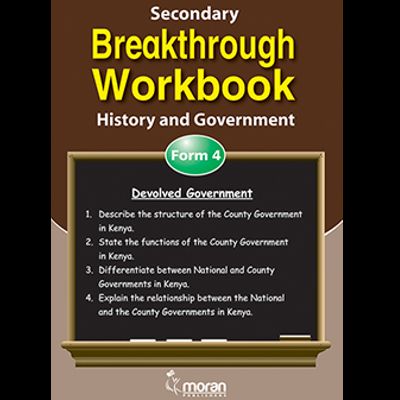 Secondary
Breakthrough
Workbook
History and Government
Form 4
Devolved Government
1. Describe the structure of the County Government
in Kenya.
2. State the functions of the County Government
in Kenya.
3. Differentiate between National and County
Governments in Kenya.
4. Explain the relationship between the National
and the County Governments in Kenya.
moran
PUBLISHERS